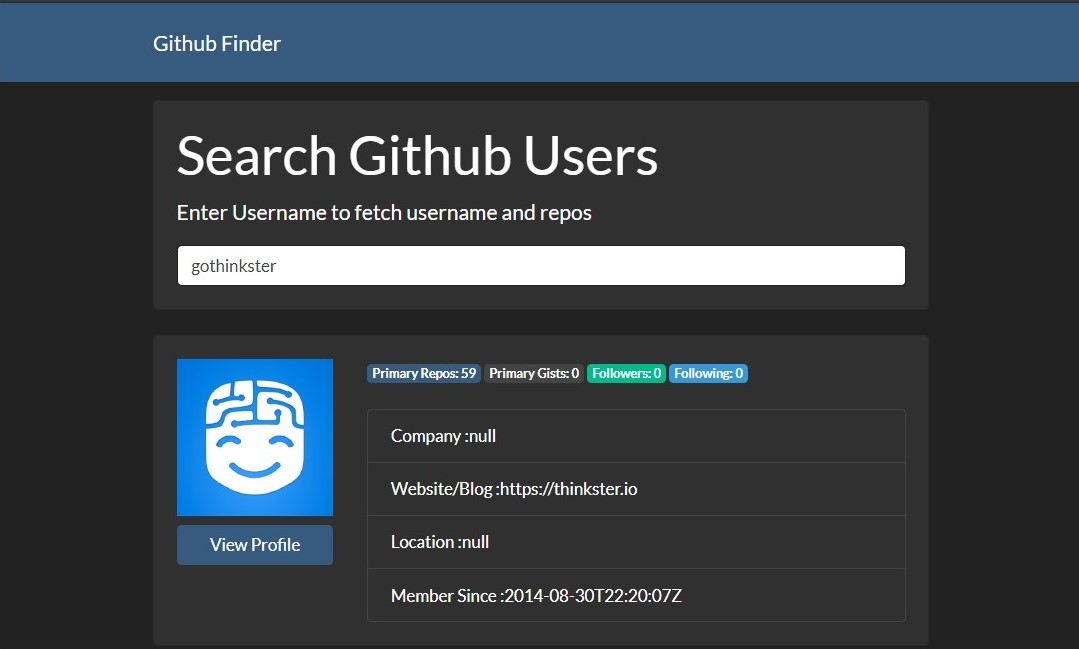 Github Finder
Search Github Users
Enter Username to fetch username and repos
gothinkster
Primary Repos: 59 Primary Gists: 0 Followers: 0 Following: 0
Company :null
Website/Blog :https://thinkster.io
Location :null
Member Since :2014-08-30T22:20:07Z
View Profile